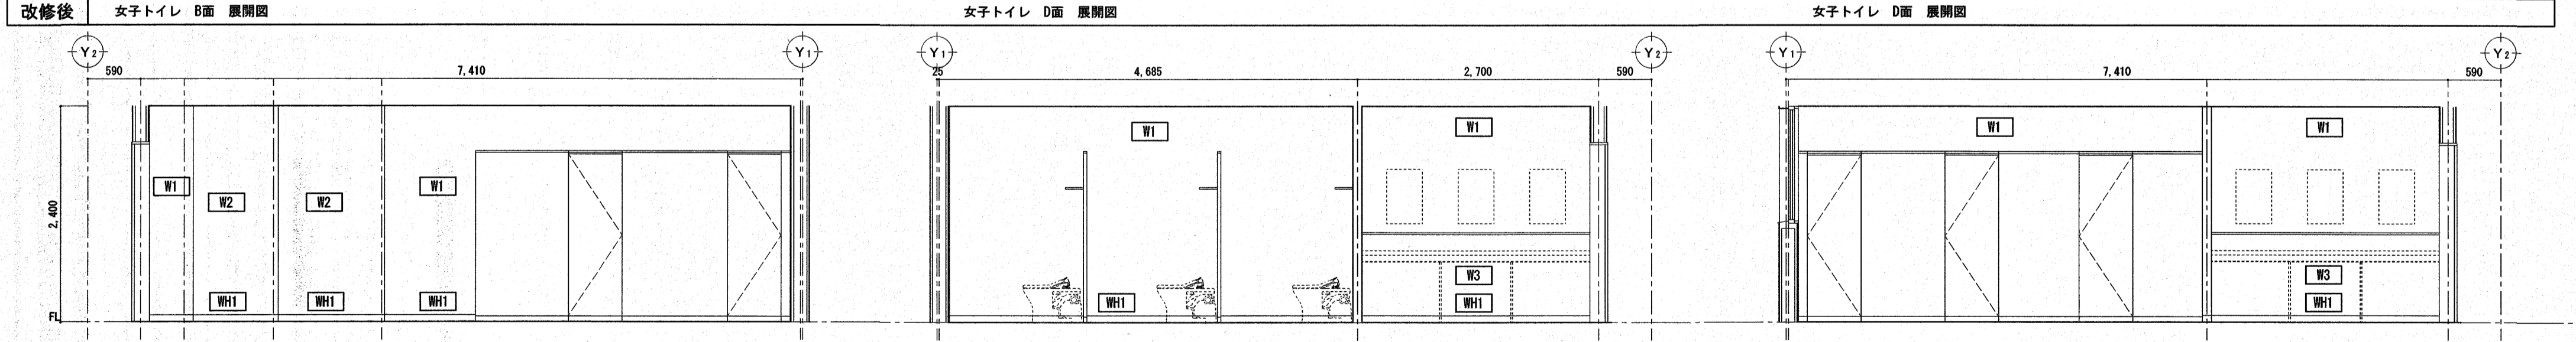 改修後
女子トイレ B面 展開図
女子トイレ D面 展開図
女子トイレ D面 展開図
Y2 Y1 Y1 Y2 Y1 Y2
590 7,410 25 4,685 2,700 590 7,410 590
W1 W1 W1 W1
W1 W2 W2 W1
2,400
W3 W3
WH1 WH1 WH1 WH1 WH1 WH1
FL